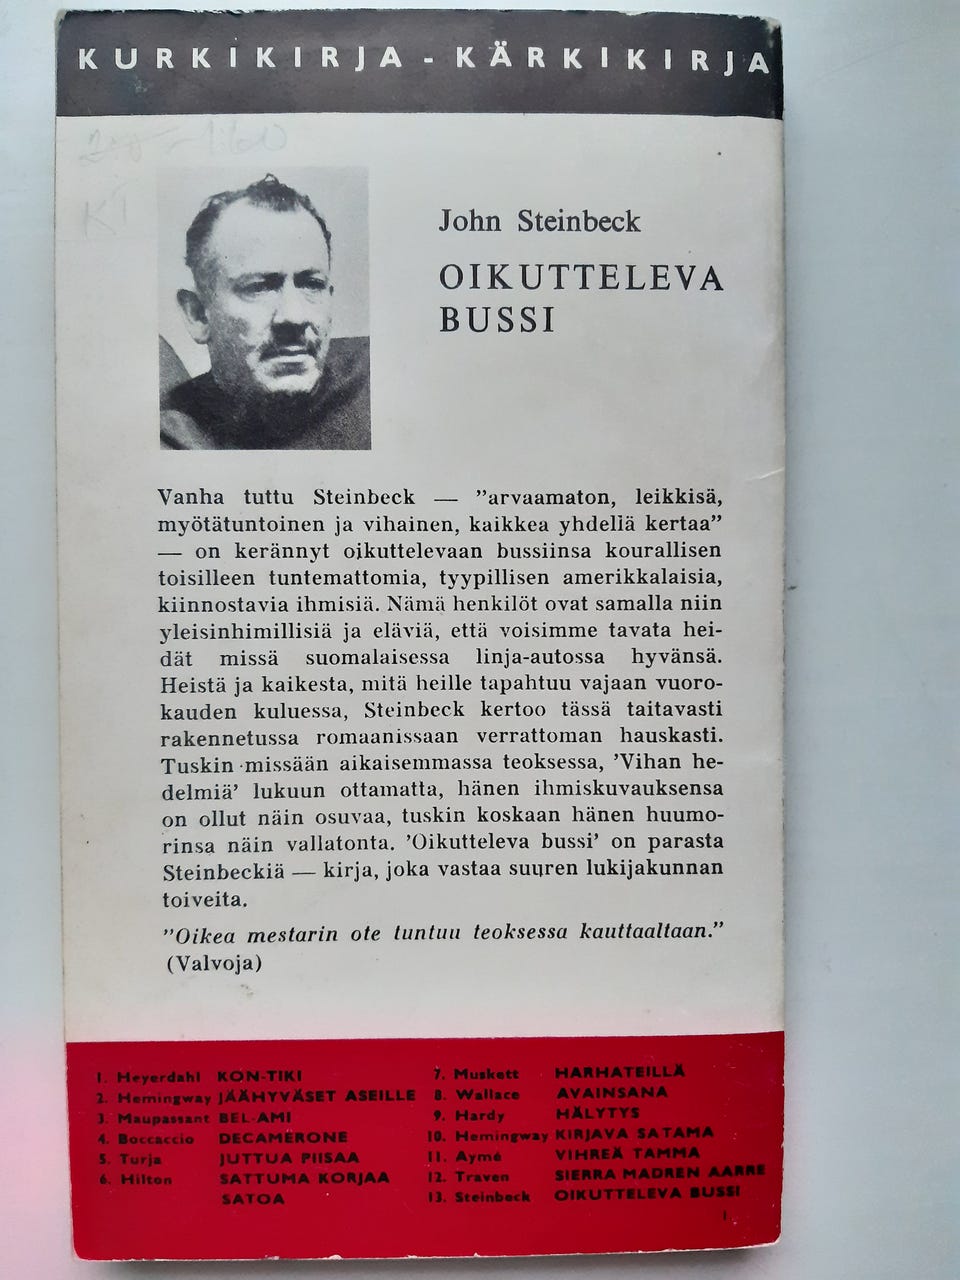 KURKIKIRJA - KÄRKIKIRJA
John Steinbeck
OIKUTTELEVA
BUSSI
Vanha tuttu Steinbeck — ”arvaamaton, leikkisä,
myötätuntoinen ja vihainen, kaikkea yhdellä kertaa”
— on kerännyt oikuttelevaan bussiinsa kourallisen
toisilleen tuntemattomia, tyypillisen amerikkalaisia,
kiinnostavia ihmisiä. Nämä henkilöt ovat samalla niin
yleisinhimillisiä ja eläviä, että voisimme tavata hei-
dät missä suomalaisessa linja-autossa hyvänsä.
Heistä ja kaikesta, mitä heille tapahtuu vajaan vuoro-
kauden kuluessa, Steinbeck kertoo tässä taitavasti
rakennetussa romaanissaan verrattoman hauskasti.
Tuskin missään aikaisemmassa teoksessa, ’Vihan he-
delmiä’ lukuun ottamatta, hänen ihmiskuvauksensa
on ollut näin osuvaa, tuskin koskaan hänen huumo-
rinsa näin vallatonta. ’Oikutteleva bussi’ on parasta
Steinbeckiä — kirja, joka vastaa suuren lukijakunnan
toiveita.
”Oikea mestarin ote tuntuu teoksessa kauttaaltaan.”
(Valvoja)
1. Heyerdahl KON-TIKI
2. Hemingway JÄÄHYVÄSET ASEILLE
3. Maupassant BEL-AMI
4. Boccaccio DECAMERONE
5. Turja JUTTUA PIISAA
6. Hilton SATTUMA KORJAA
SATOA
7. Muskett HARHATEILLÄ
8. Wallace AVAINSANA
9. Hardy HÄLYTYS
10. Hemingway KIRJAVA SATAMA
11. Aymé VIHREÄ TAMMA
12. Traven SIERRA MADREN AARRE
13. Steinbeck OIKUTTELEVA BUSSI